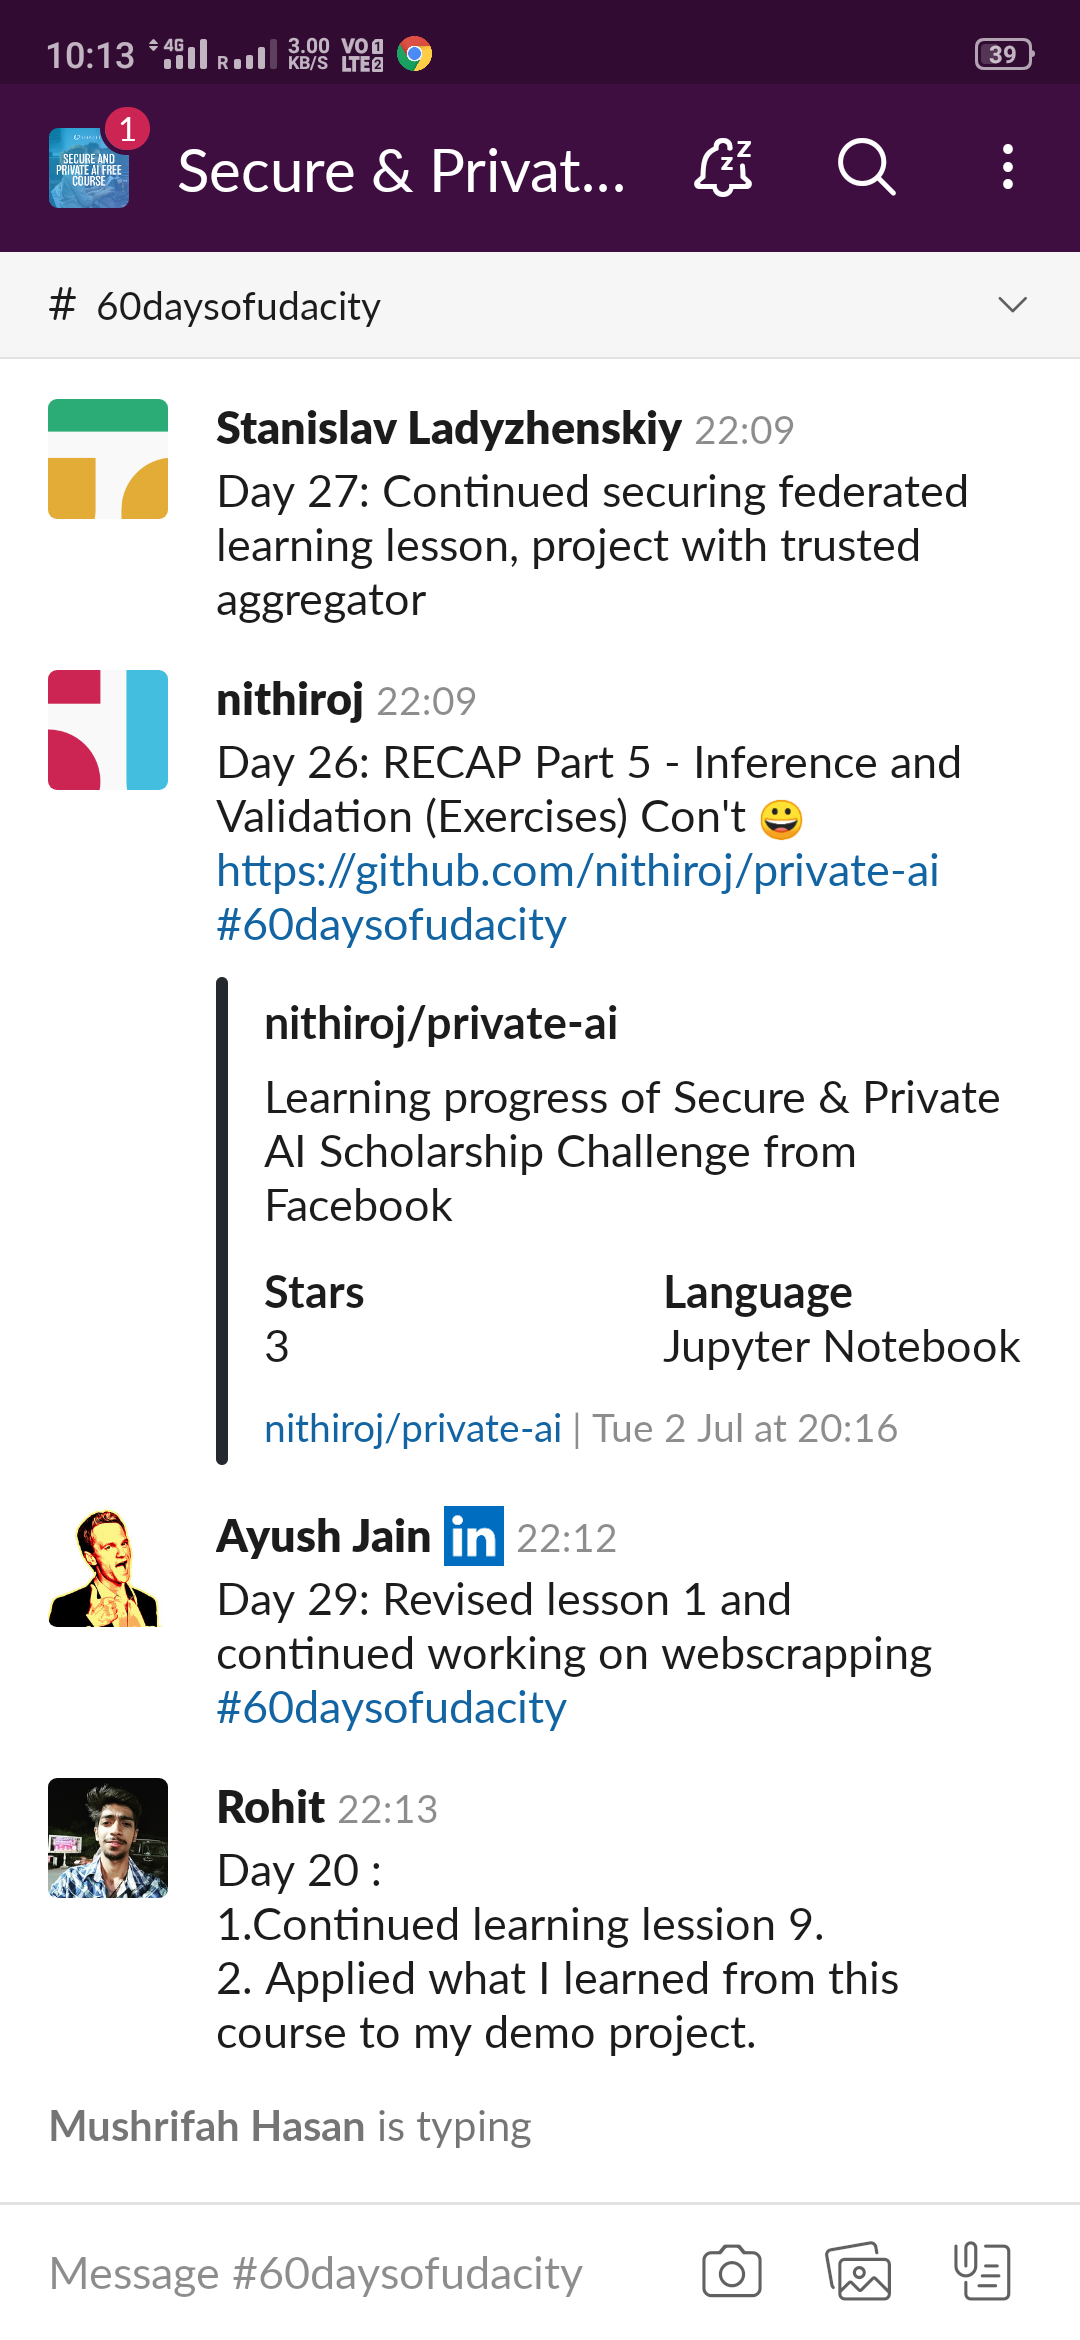 10:13 4G R 3.00 KB/S VO LTE 1 2 39
1
SECURE AND
PRIVATE AI FREE
COURSE
Secure & Privat...
# 60daysofudacity
Stanislav Ladyzhenskiy 22:09
Day 27: Continued securing federated
learning lesson, project with trusted
aggregator
nithiroj 22:09
Day 26: RECAP Part 5 - Inference and
Validation (Exercises) Con't 😀
https://github.com/nithiroj/private-ai
#60daysofudacity
nithiroj/private-ai
Learning progress of Secure & Private
AI Scholarship Challenge from
Facebook
Stars Language
3 Jupyter Notebook
nithiroj/private-ai | Tue 2 Jul at 20:16
Ayush Jain in 22:12
Day 29: Revised lesson 1 and
continued working on webscrapping
#60daysofudacity
Rohit 22:13
Day 20 :
1.Continued learning lession 9.
2. Applied what I learned from this
course to my demo project.
Mushrifah Hasan is typing
Message #60daysofudacity